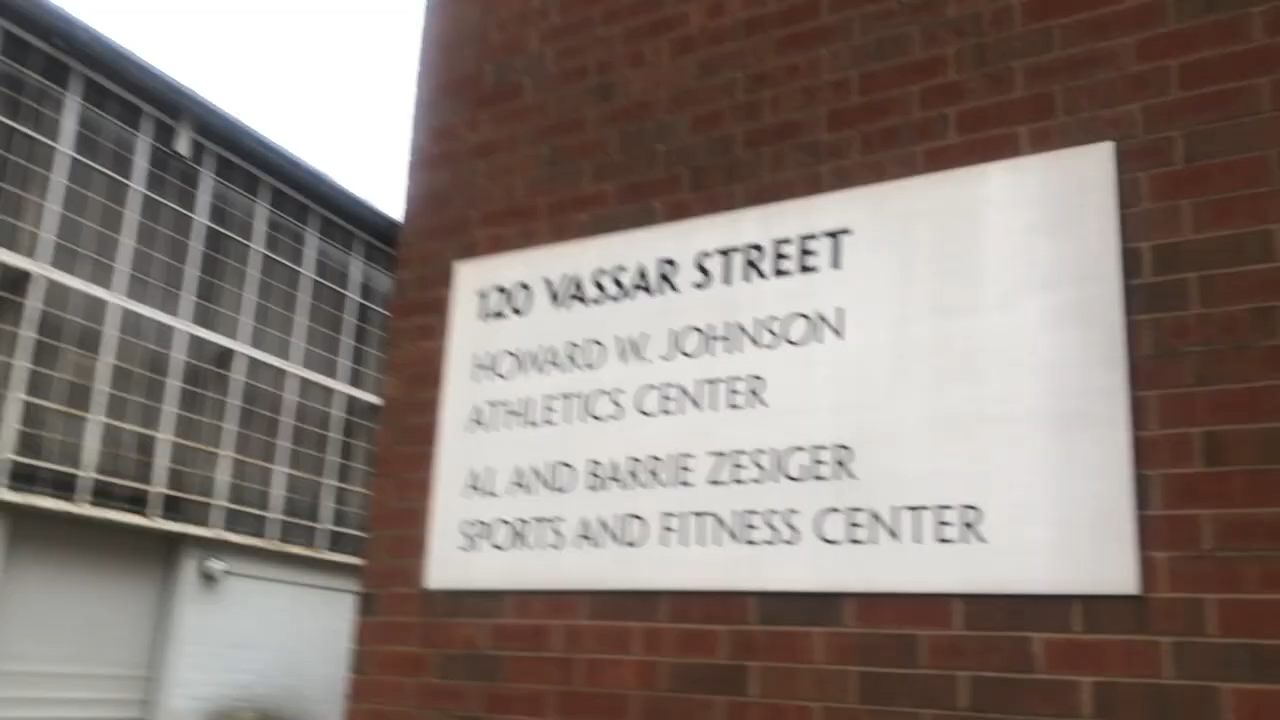 120 VASSAR STREET
HOWARD W. JOHNSON
ATHLETICS CENTER
AL AND BARRIE ZESIGER
SPORTS AND FITNESS CENTER